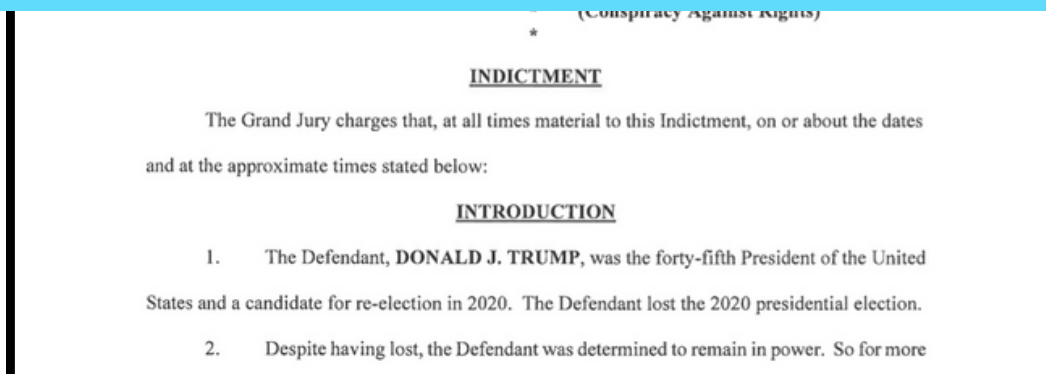 (Conspiracy Against Rights)
*
INDICTMENT
The Grand Jury charges that, at all times material to this Indictment, on or about the dates
and at the approximate times stated below:
INTRODUCTION
1. The Defendant, DONALD J. TRUMP, was the forty-fifth President of the United
States and a candidate for re-election in 2020. The Defendant lost the 2020 presidential election.
2. Despite having lost, the Defendant was determined to remain in power. So for more